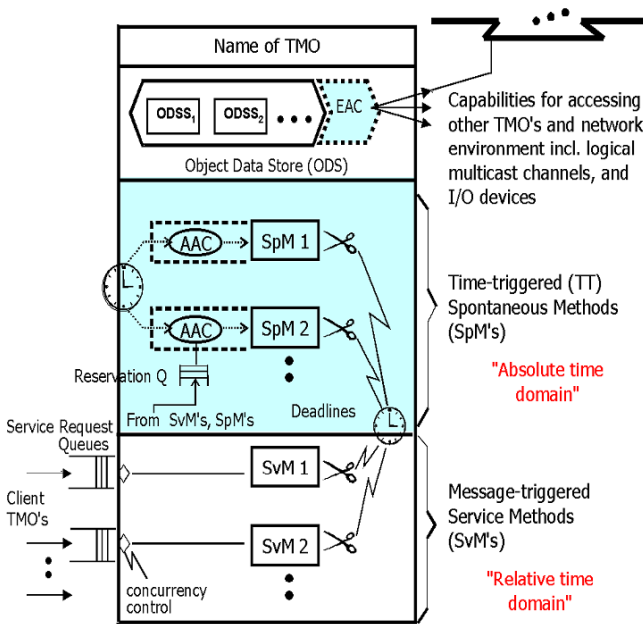 Name of TMO
ODSS1
ODSS2
EAC
Object Data Store (ODS)
Capabilities for accessing
other TMO's and network
environment incl. logical
multicast channels, and
I/O devices
AAC
SpM 1
AAC
SpM 2
Reservation Q
From SvM's, SpM's
Deadlines
Time-triggered (TT)
Spontaneous Methods
(SpM's)
"Absolute time
domain"
Service Request
Queues
Client
TMO's
SvM 1
SvM 2
concurrency
control
Message-triggered
Service Methods
(SvM's)
"Relative time
domain"